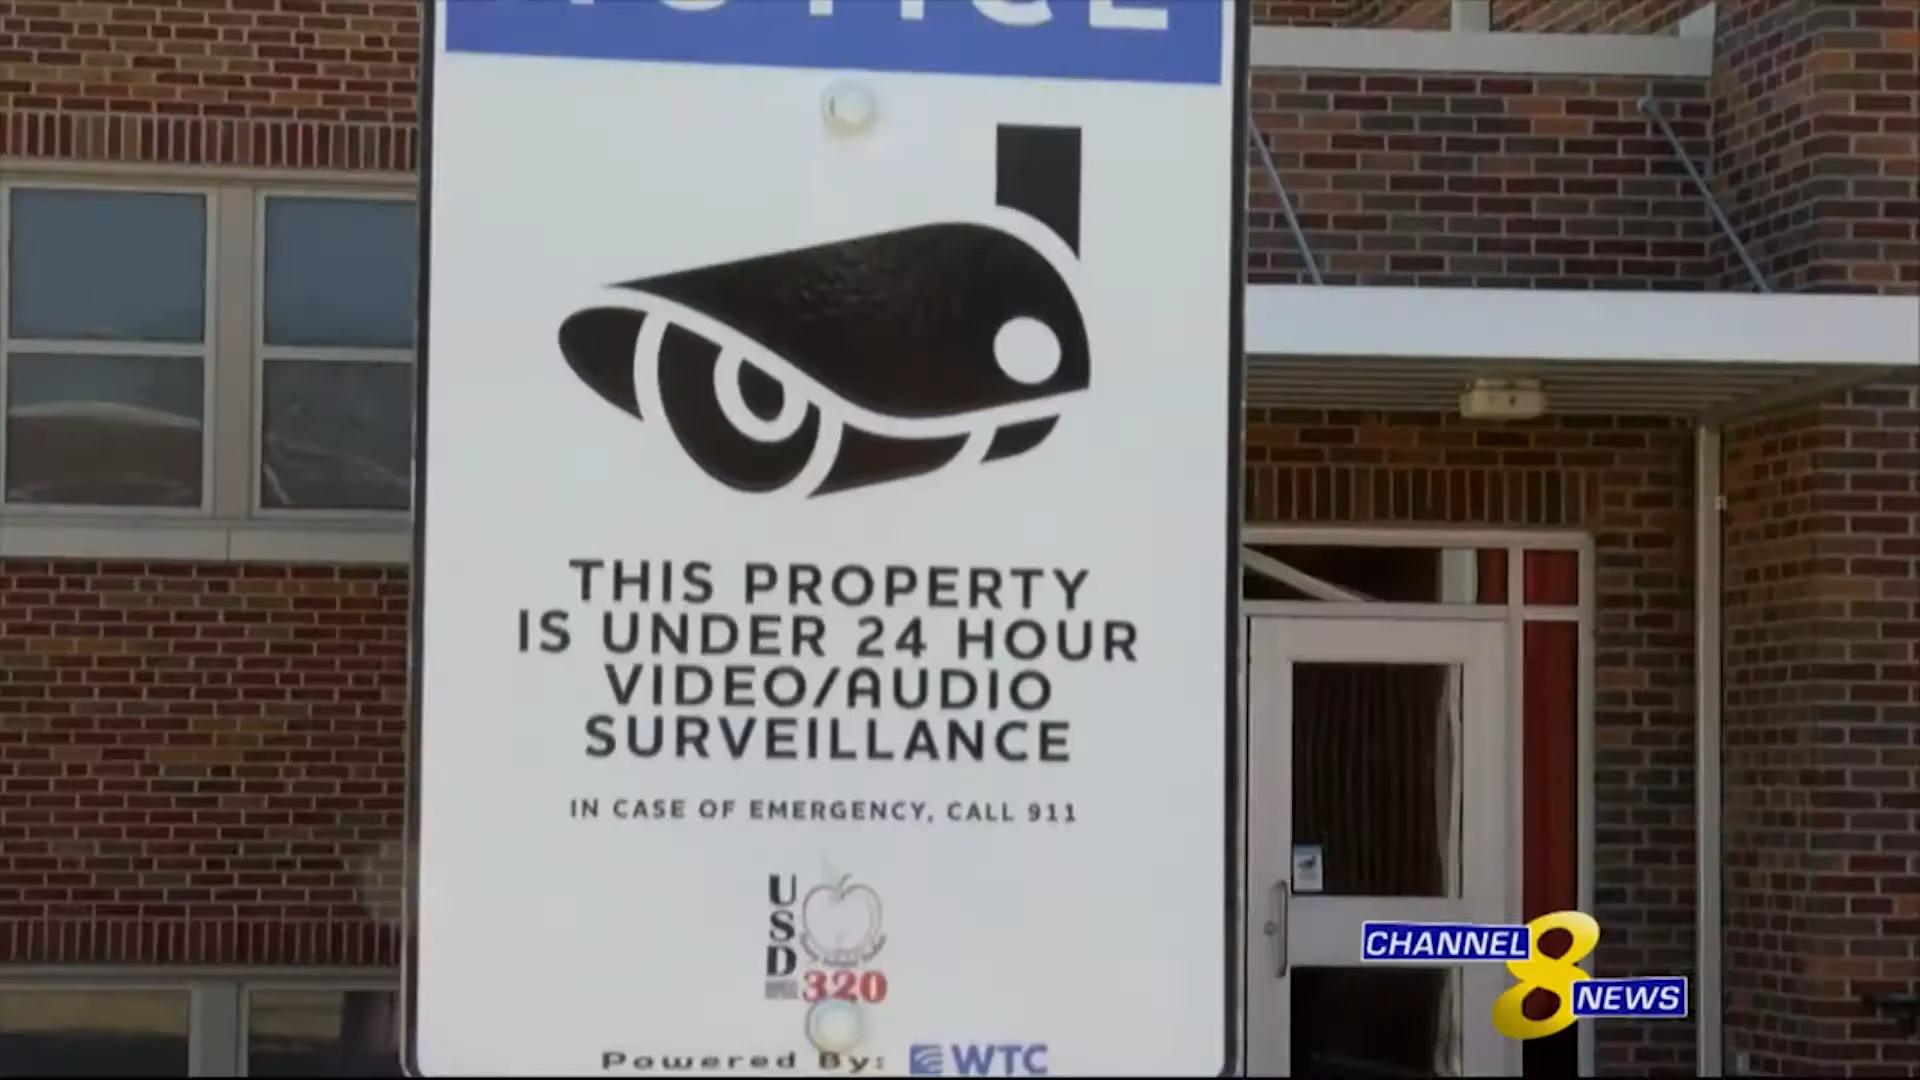 NOTICE
THIS PROPERTY
IS UNDER 24 HOUR
VIDEO/AUDIO
SURVEILLANCE
IN CASE OF EMERGENCY, CALL 911
USD
320
Powered By: WTC
CHANNEL 8
NEWS